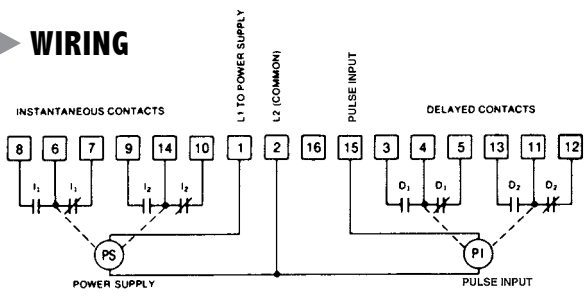 WIRING
L1 TO POWER SUPPLY
L2 (COMMON)
PULSE INPUT
INSTANTANEOUS CONTACTS
DELAYED CONTACTS
8 6 7 9 14 10 1 2 16 15 3 4 5 13 11 12
I₁ I₁ I₂ I₂ D₁ D₁ D₂ D₂
PS PI
POWER SUPPLY PULSE INPUT